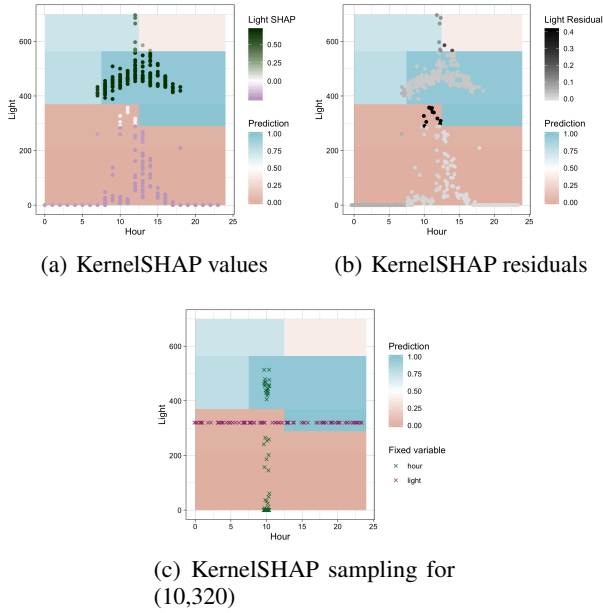 Light SHAP
0.50
0.25
0.00
Prediction
1.00
0.75
0.50
0.25
0.00
Light
600
400
200
0
0 5 10 15 20 25
Hour
(a) KernelSHAP values
Light Residual
0.4
0.3
0.2
0.1
0.0
Prediction
1.00
0.75
0.50
0.25
0.00
Light
600
400
200
0
0 5 10 15 20 25
Hour
(b) KernelSHAP residuals
Prediction
1.00
0.75
0.50
0.25
0.00
Fixed variable
hour
light
Light
600
400
200
0
0 5 10 15 20 25
Hour
(c) KernelSHAP sampling for
(10,320)